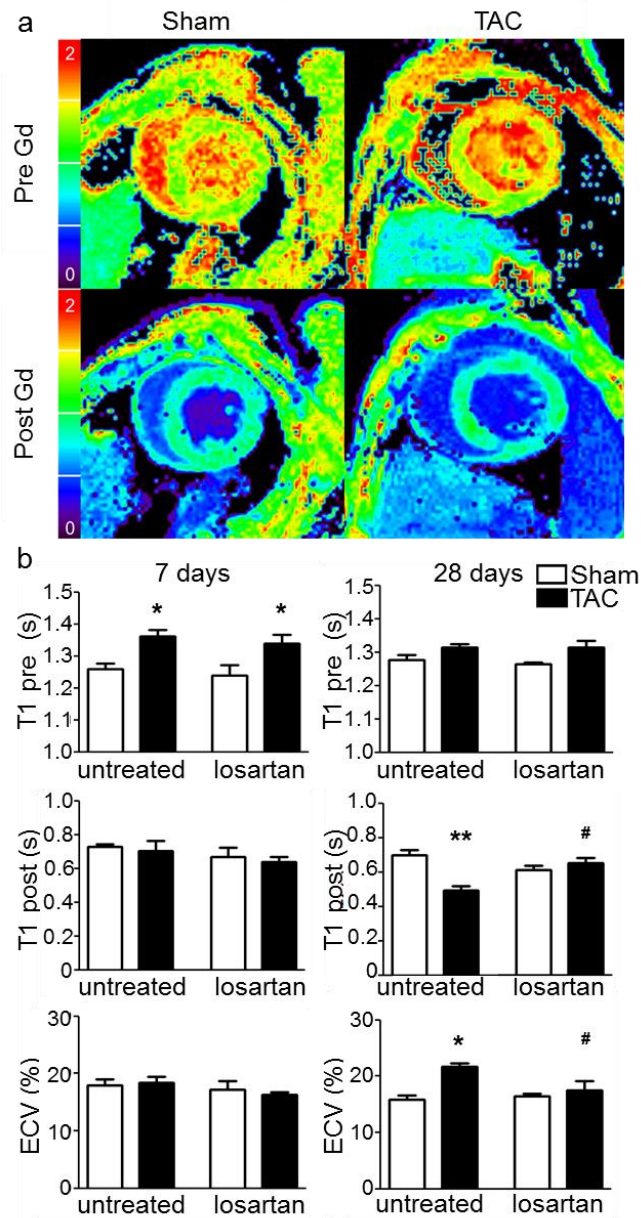 a
Sham TAC
2
Pre Gd
0
2
Post Gd
0
b
7 days 28 days
Sham
TAC
T1 pre (s)
1.5
1.4
1.3
1.2
1.1
1.0
* *
untreated losartan
T1 pre (s)
1.5
1.4
1.3
1.2
1.1
1.0
untreated losartan
T1 post (s)
1.0
0.8
0.6
0.4
0.2
0
untreated losartan
T1 post (s)
1.0
0.8
0.6
0.4
0.2
0
** #
untreated losartan
ECV (%)
30
20
10
0
untreated losartan
ECV (%)
30
20
10
0
* #
untreated losartan